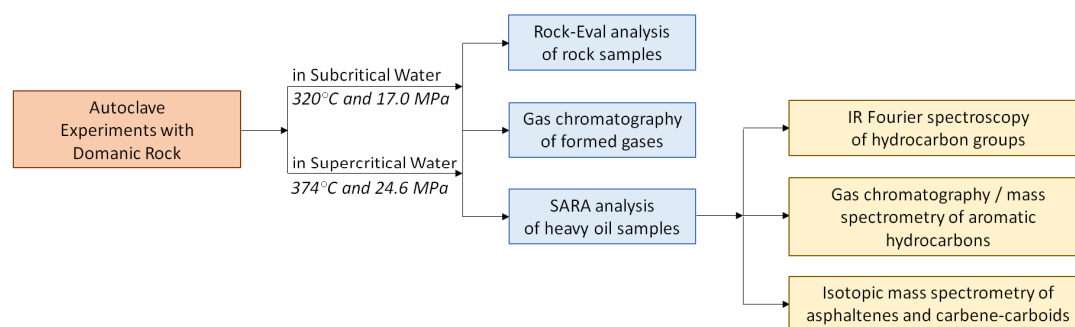 Autoclave
Experiments with
Domanic Rock
in Subcritical Water
320°C and 17.0 MPa
in Supercritical Water
374°C and 24.6 MPa
Rock-Eval analysis
of rock samples
Gas chromatography
of formed gases
SARA analysis
of heavy oil samples
IR Fourier spectroscopy
of hydrocarbon groups
Gas chromatography / mass
spectrometry of aromatic
hydrocarbons
Isotopic mass spectrometry of
asphaltenes and carbene-carboids